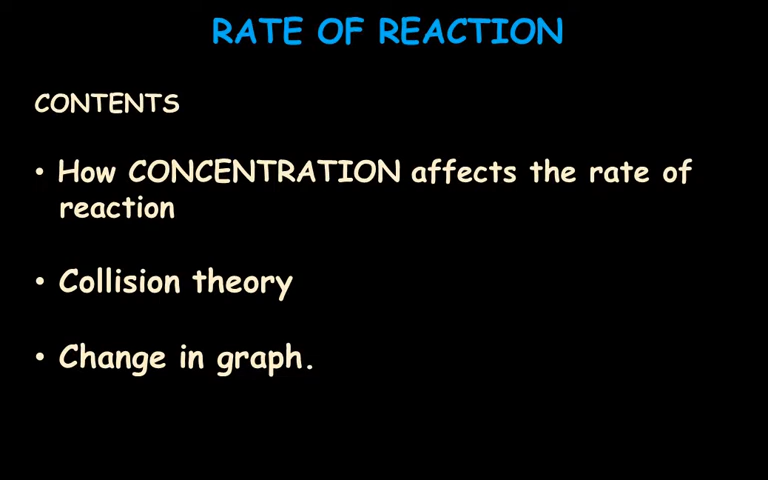 RATE OF REACTION
CONTENTS
• How CONCENTRATION affects the rate of
reaction
• Collision theory
• Change in graph.